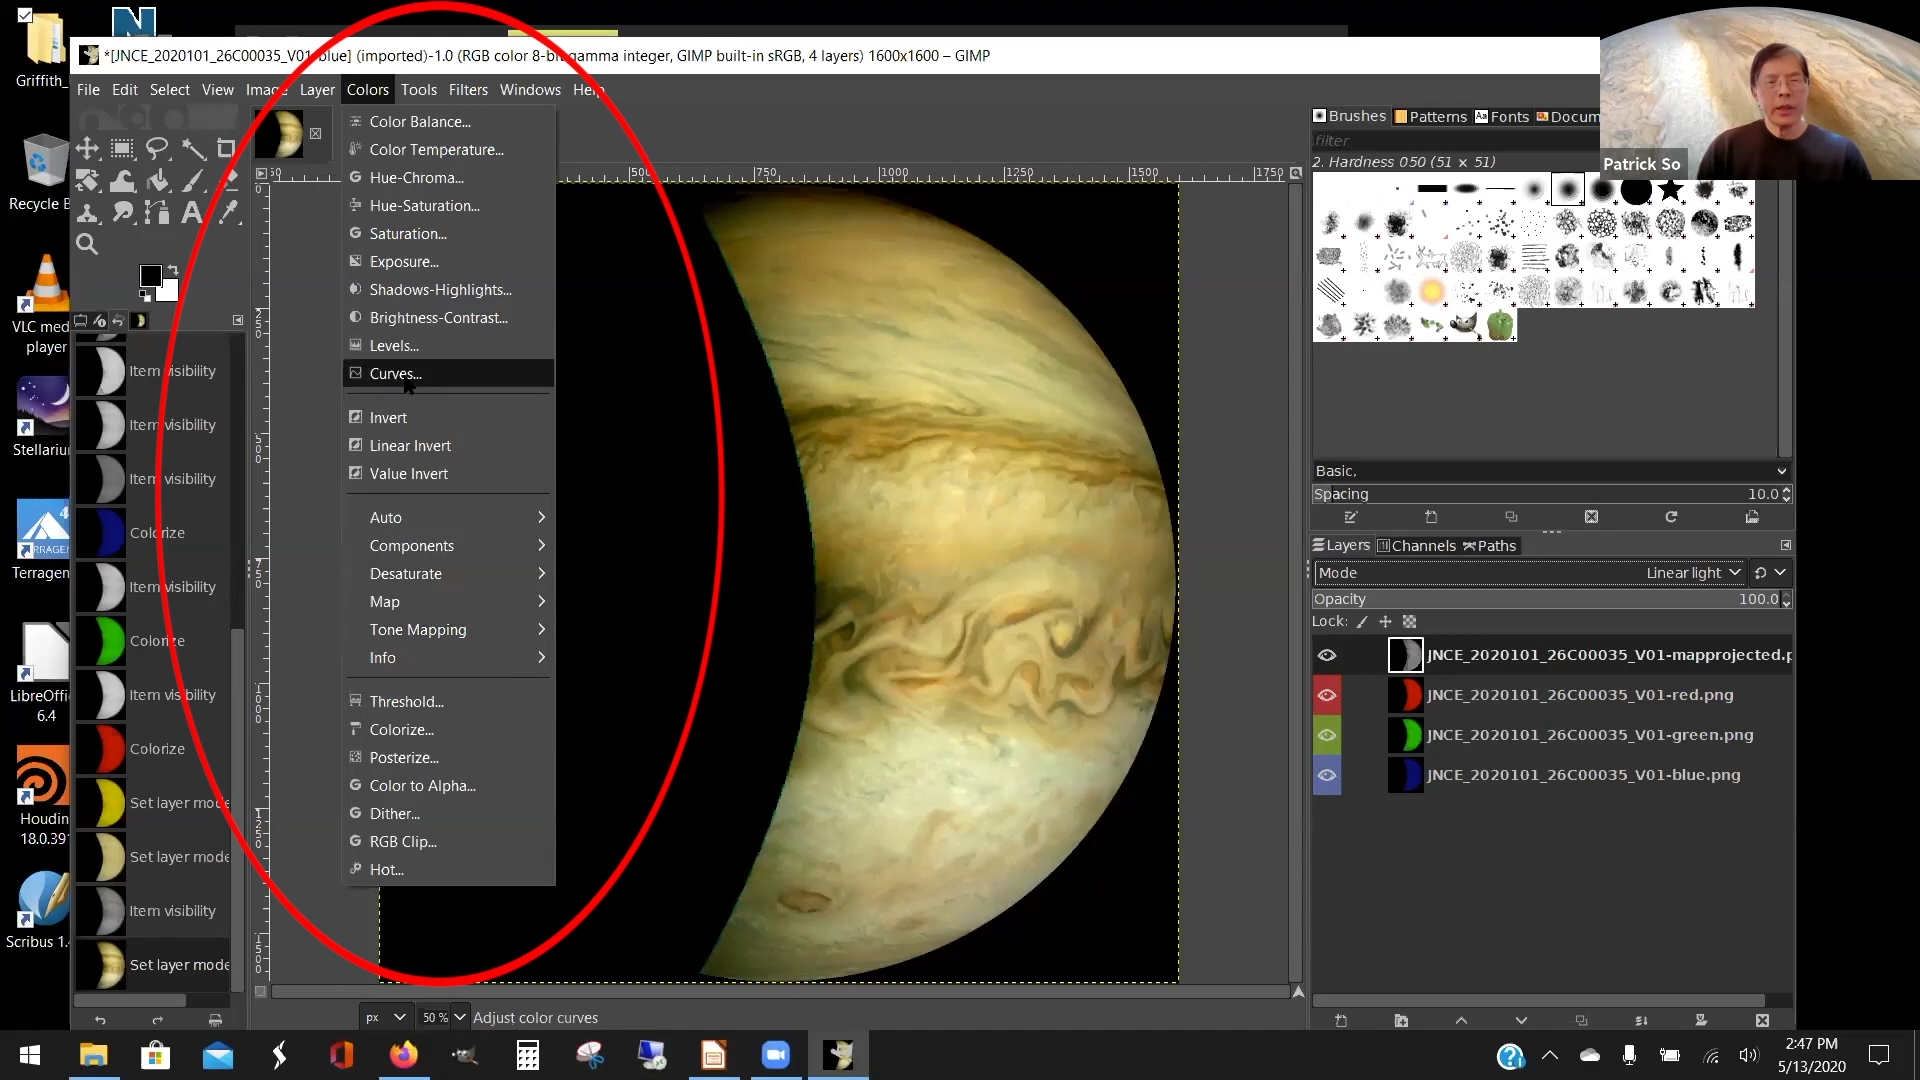 Griffith_
Recycle B
VLC med
player
Stellariu
Terragen
LibreOffi
6.4
Houdin
18.0.391
Scribus 1.
*[JNCE_2020101_26C00035_V01-blue] (imported)-1.0 (RGB color 8-bit gamma integer, GIMP built-in sRGB, 4 layers) 1600x1600 – GIMP
File Edit Select View Image Layer Colors Tools Filters Windows Help
Color Balance...
Color Temperature...
Hue-Chroma...
Hue-Saturation...
Saturation...
Exposure...
Shadows-Highlights...
Brightness-Contrast...
Levels...
Curves...
Invert
Linear Invert
Value Invert
Auto
Components
Desaturate
Map
Tone Mapping
Info
Threshold...
Colorize...
Posterize...
Color to Alpha...
Dither...
RGB Clip...
Hot...
Item visibility
Item visibility
Item visibility
Colorize
Item visibility
Colorize
Item visibility
Colorize
Set layer mode
Set layer mode
Item visibility
Set layer mode
500 750 1000 1250 1500 1750
px 50 % Adjust color curves
Brushes Patterns Fonts Docum
filter
2. Hardness 050 (51 × 51)
Basic,
Spacing 10.0
Layers Channels Paths
Mode Linear light
Opacity 100.0
Lock:
JNCE_2020101_26C00035_V01-mapprojected.p
JNCE_2020101_26C00035_V01-red.png
JNCE_2020101_26C00035_V01-green.png
JNCE_2020101_26C00035_V01-blue.png
Patrick So
2:47 PM
5/13/2020